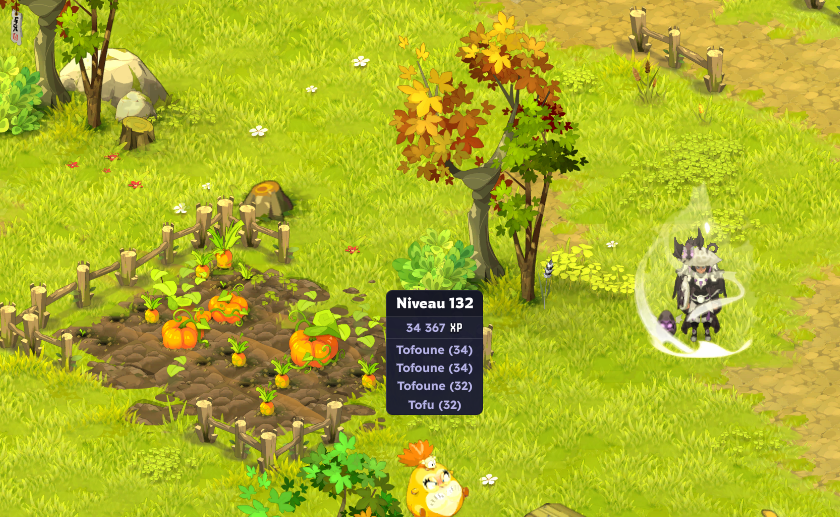 Niveau 132
34 367 XP
Tofoune (34)
Tofoune (34)
Tofoune (32)
Tofu (32)